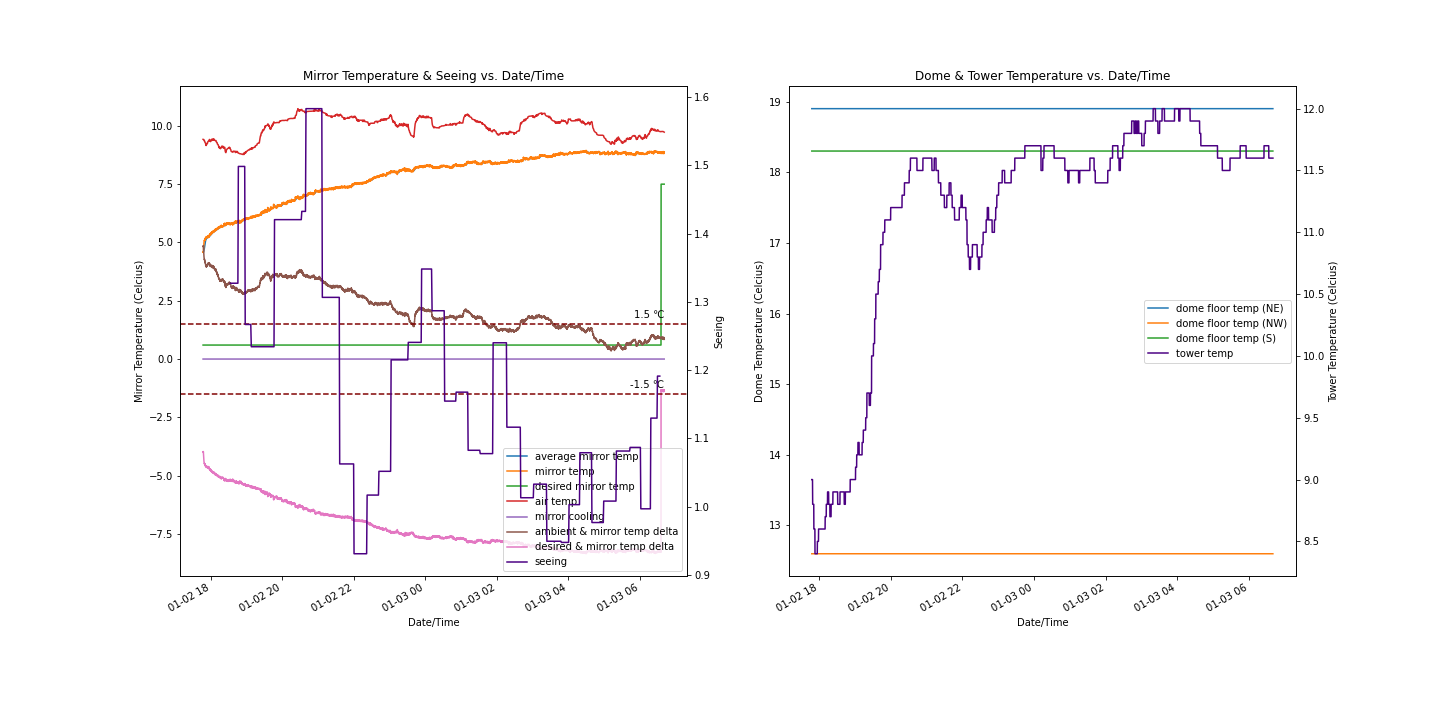 Mirror Temperature & Seeing vs. Date/Time
Mirror Temperature (Celcius)
10.0
7.5
5.0
2.5
0.0
−2.5
−5.0
−7.5
1.5 °C
-1.5 °C
average mirror temp
mirror temp
desired mirror temp
air temp
mirror cooling
ambient & mirror temp delta
desired & mirror temp delta
seeing
1.6
1.5
1.4
1.3
1.2
1.1
1.0
0.9
Seeing
01-02 18
01-02 20
01-02 22
01-03 00
01-03 02
01-03 04
01-03 06
Date/Time
Dome & Tower Temperature vs. Date/Time
Dome Temperature (Celcius)
19
18
17
16
15
14
13
dome floor temp (NE)
dome floor temp (NW)
dome floor temp (S)
tower temp
12.0
11.5
11.0
10.5
10.0
9.5
9.0
8.5
Tower Temperature (Celcius)
01-02 18
01-02 20
01-02 22
01-03 00
01-03 02
01-03 04
01-03 06
Date/Time